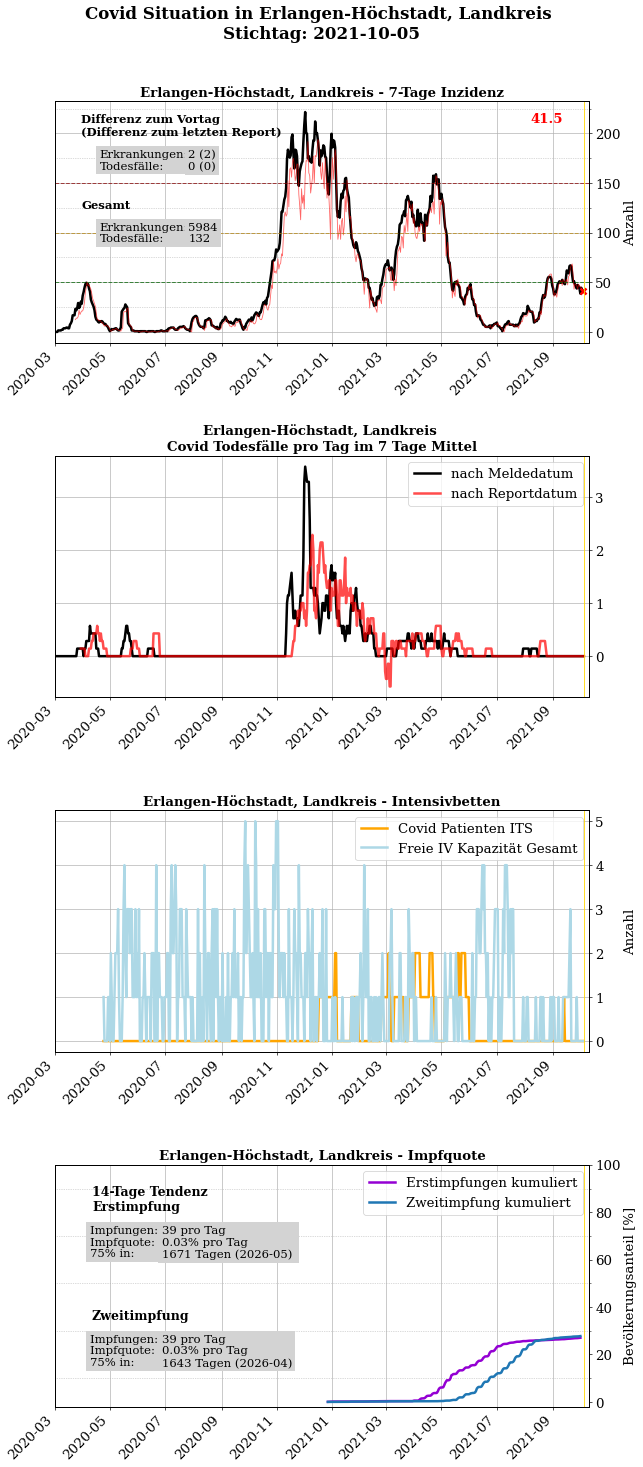 Covid Situation in Erlangen-Höchstadt, Landkreis
Stichtag: 2021-10-05
Erlangen-Höchstadt, Landkreis - 7-Tage Inzidenz
Differenz zum Vortag
(Differenz zum letzten Report)
Erkrankungen 2 (2)
Todesfälle: 0 (0)
Gesamt
Erkrankungen 5984
Todesfälle: 132
41.5
200
150
100
50
0
Anzahl
2020-03 2020-05 2020-07 2020-09 2020-11 2021-01 2021-03 2021-05 2021-07 2021-09
Erlangen-Höchstadt, Landkreis
Covid Todesfälle pro Tag im 7 Tage Mittel
nach Meldedatum
nach Reportdatum
3
2
1
0
2020-03 2020-05 2020-07 2020-09 2020-11 2021-01 2021-03 2021-05 2021-07 2021-09
Erlangen-Höchstadt, Landkreis - Intensivbetten
Covid Patienten ITS
Freie IV Kapazität Gesamt
5
4
3
2
1
0
Anzahl
2020-03 2020-05 2020-07 2020-09 2020-11 2021-01 2021-03 2021-05 2021-07 2021-09
Erlangen-Höchstadt, Landkreis - Impfquote
14-Tage Tendenz
Erstimpfung
Impfungen: 39 pro Tag
Impfquote: 0.03% pro Tag
75% in: 1671 Tagen (2026-05)
Zweitimpfung
Impfungen: 39 pro Tag
Impfquote: 0.03% pro Tag
75% in: 1643 Tagen (2026-04)
Erstimpfungen kumuliert
Zweitimpfung kumuliert
100
80
60
40
20
0
Bevölkerungsanteil [%]
2020-03 2020-05 2020-07 2020-09 2020-11 2021-01 2021-03 2021-05 2021-07 2021-09